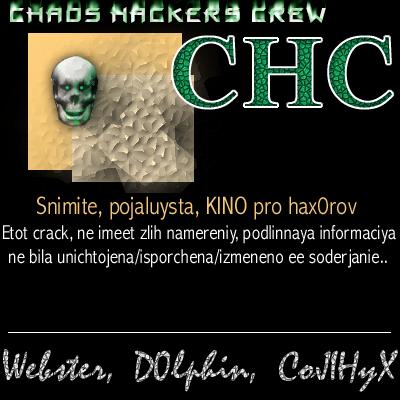 CHAOS HACKERS CREW
CHC
Snimite, pojaluysta, KINO pro hax0rov
Etot crack, ne imeet zlih namereniy, podlinnaya informaciya
ne bila unichtojena/isporchena/izmeneno ee soderjanie..
Webster, D0lphin, CoJIHyX